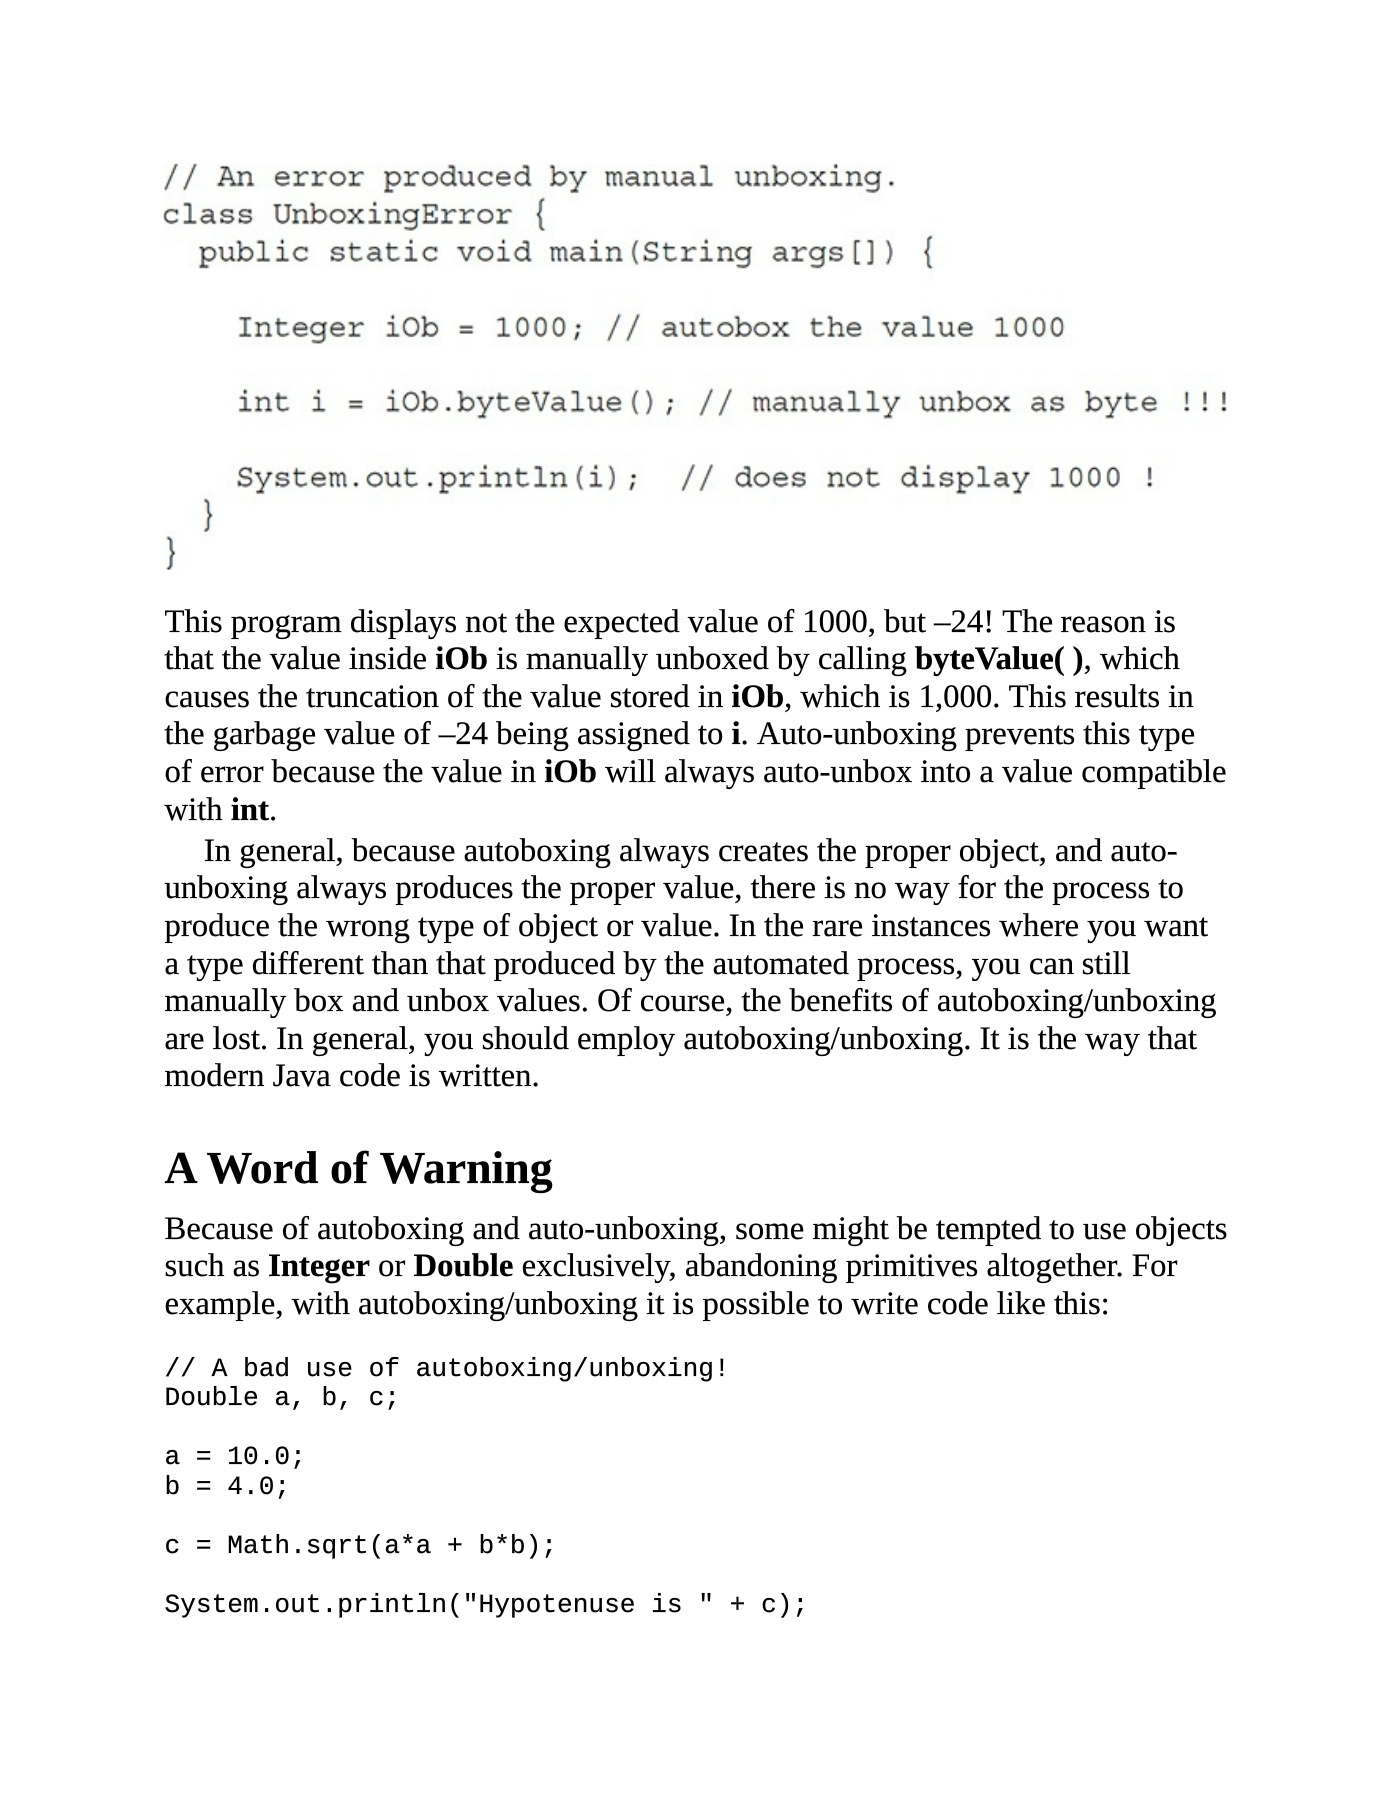 // An error produced by manual unboxing.
class UnboxingError {
  public static void main(String args[]) {

    Integer iOb = 1000; // autobox the value 1000

    int i = iOb.byteValue(); // manually unbox as byte !!!

    System.out.println(i);  // does not display 1000 !
  }
}
This program displays not the expected value of 1000, but –24! The reason is
that the value inside iOb is manually unboxed by calling byteValue( ), which
causes the truncation of the value stored in iOb, which is 1,000. This results in
the garbage value of –24 being assigned to i. Auto-unboxing prevents this type
of error because the value in iOb will always auto-unbox into a value compatible
with int.
In general, because autoboxing always creates the proper object, and auto-
unboxing always produces the proper value, there is no way for the process to
produce the wrong type of object or value. In the rare instances where you want
a type different than that produced by the automated process, you can still
manually box and unbox values. Of course, the benefits of autoboxing/unboxing
are lost. In general, you should employ autoboxing/unboxing. It is the way that
modern Java code is written.
A Word of Warning
Because of autoboxing and auto-unboxing, some might be tempted to use objects
such as Integer or Double exclusively, abandoning primitives altogether. For
example, with autoboxing/unboxing it is possible to write code like this:
// A bad use of autoboxing/unboxing!
Double a, b, c;

a = 10.0;
b = 4.0;

c = Math.sqrt(a*a + b*b);

System.out.println("Hypotenuse is " + c);